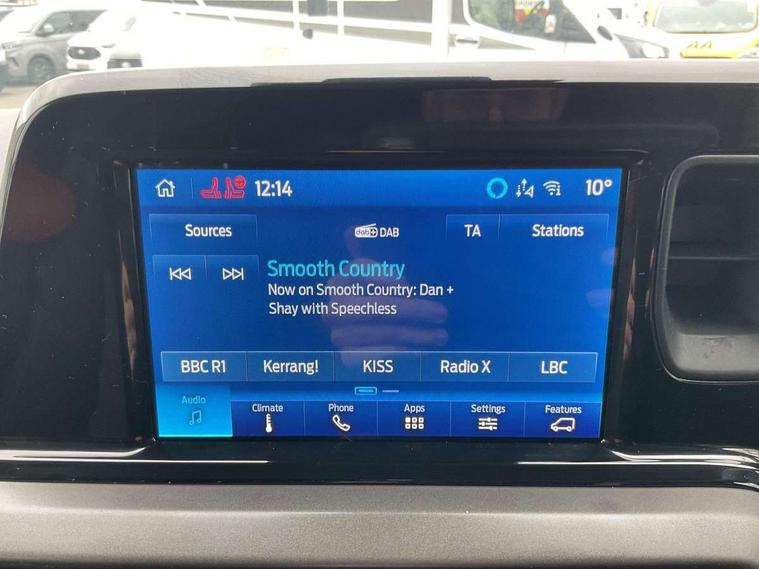 12:14
10°
Sources
dab+ DAB
TA
Stations
Smooth Country
Now on Smooth Country: Dan +
Shay with Speechless
BBC R1
Kerrang!
KISS
Radio X
LBC
Audio
Climate
Phone
Apps
Settings
Features